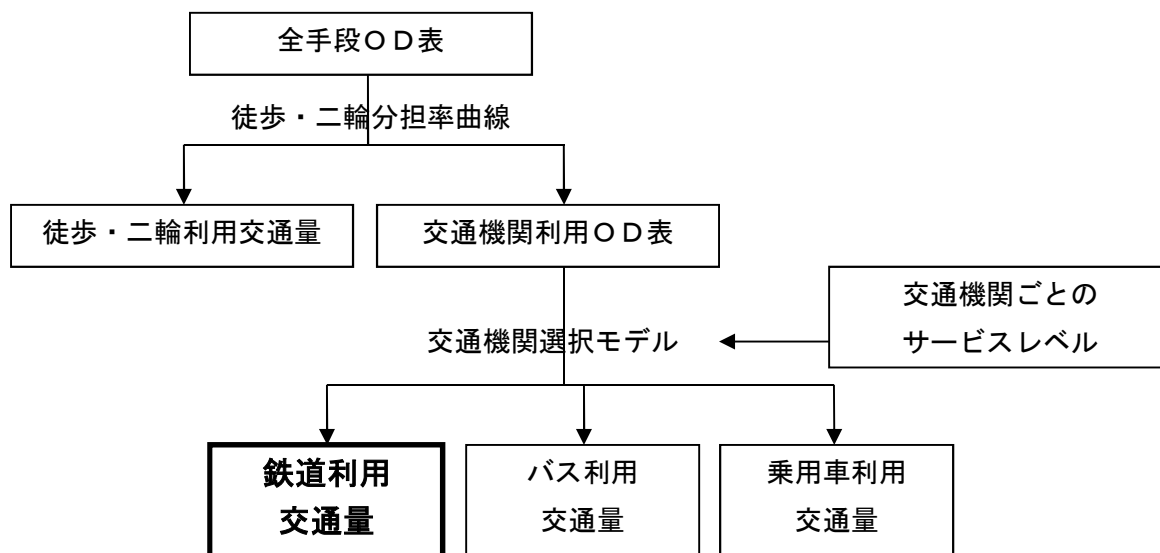 全手段ＯＤ表
徒歩・二輪分担率曲線
徒歩・二輪利用交通量
交通機関利用ＯＤ表
交通機関ごとの
サービスレベル
交通機関選択モデル
鉄道利用
交通量
バス利用
交通量
乗用車利用
交通量